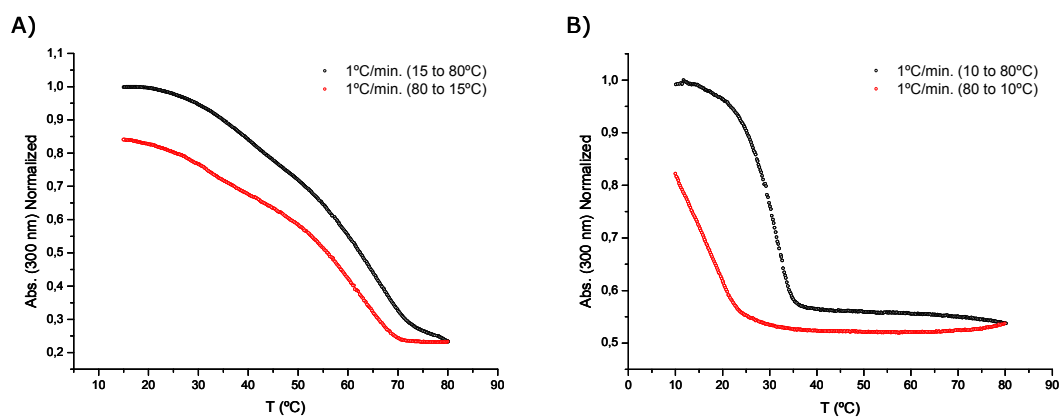 A)
1,1
1,0
0,9
0,8
0,7
0,6
0,5
0,4
0,3
0,2
10 20 30 40 50 60 70 80 90
T (ºC)
Abs. (300 nm) Normalized
1ºC/min. (15 to 80ºC)
1ºC/min. (80 to 15ºC)
B)
1,0
0,9
0,8
0,7
0,6
0,5
0 10 20 30 40 50 60 70 80 90
T (ºC)
Abs. (300 nm) Normalized
1ºC/min. (10 to 80ºC)
1ºC/min. (80 to 10ºC)